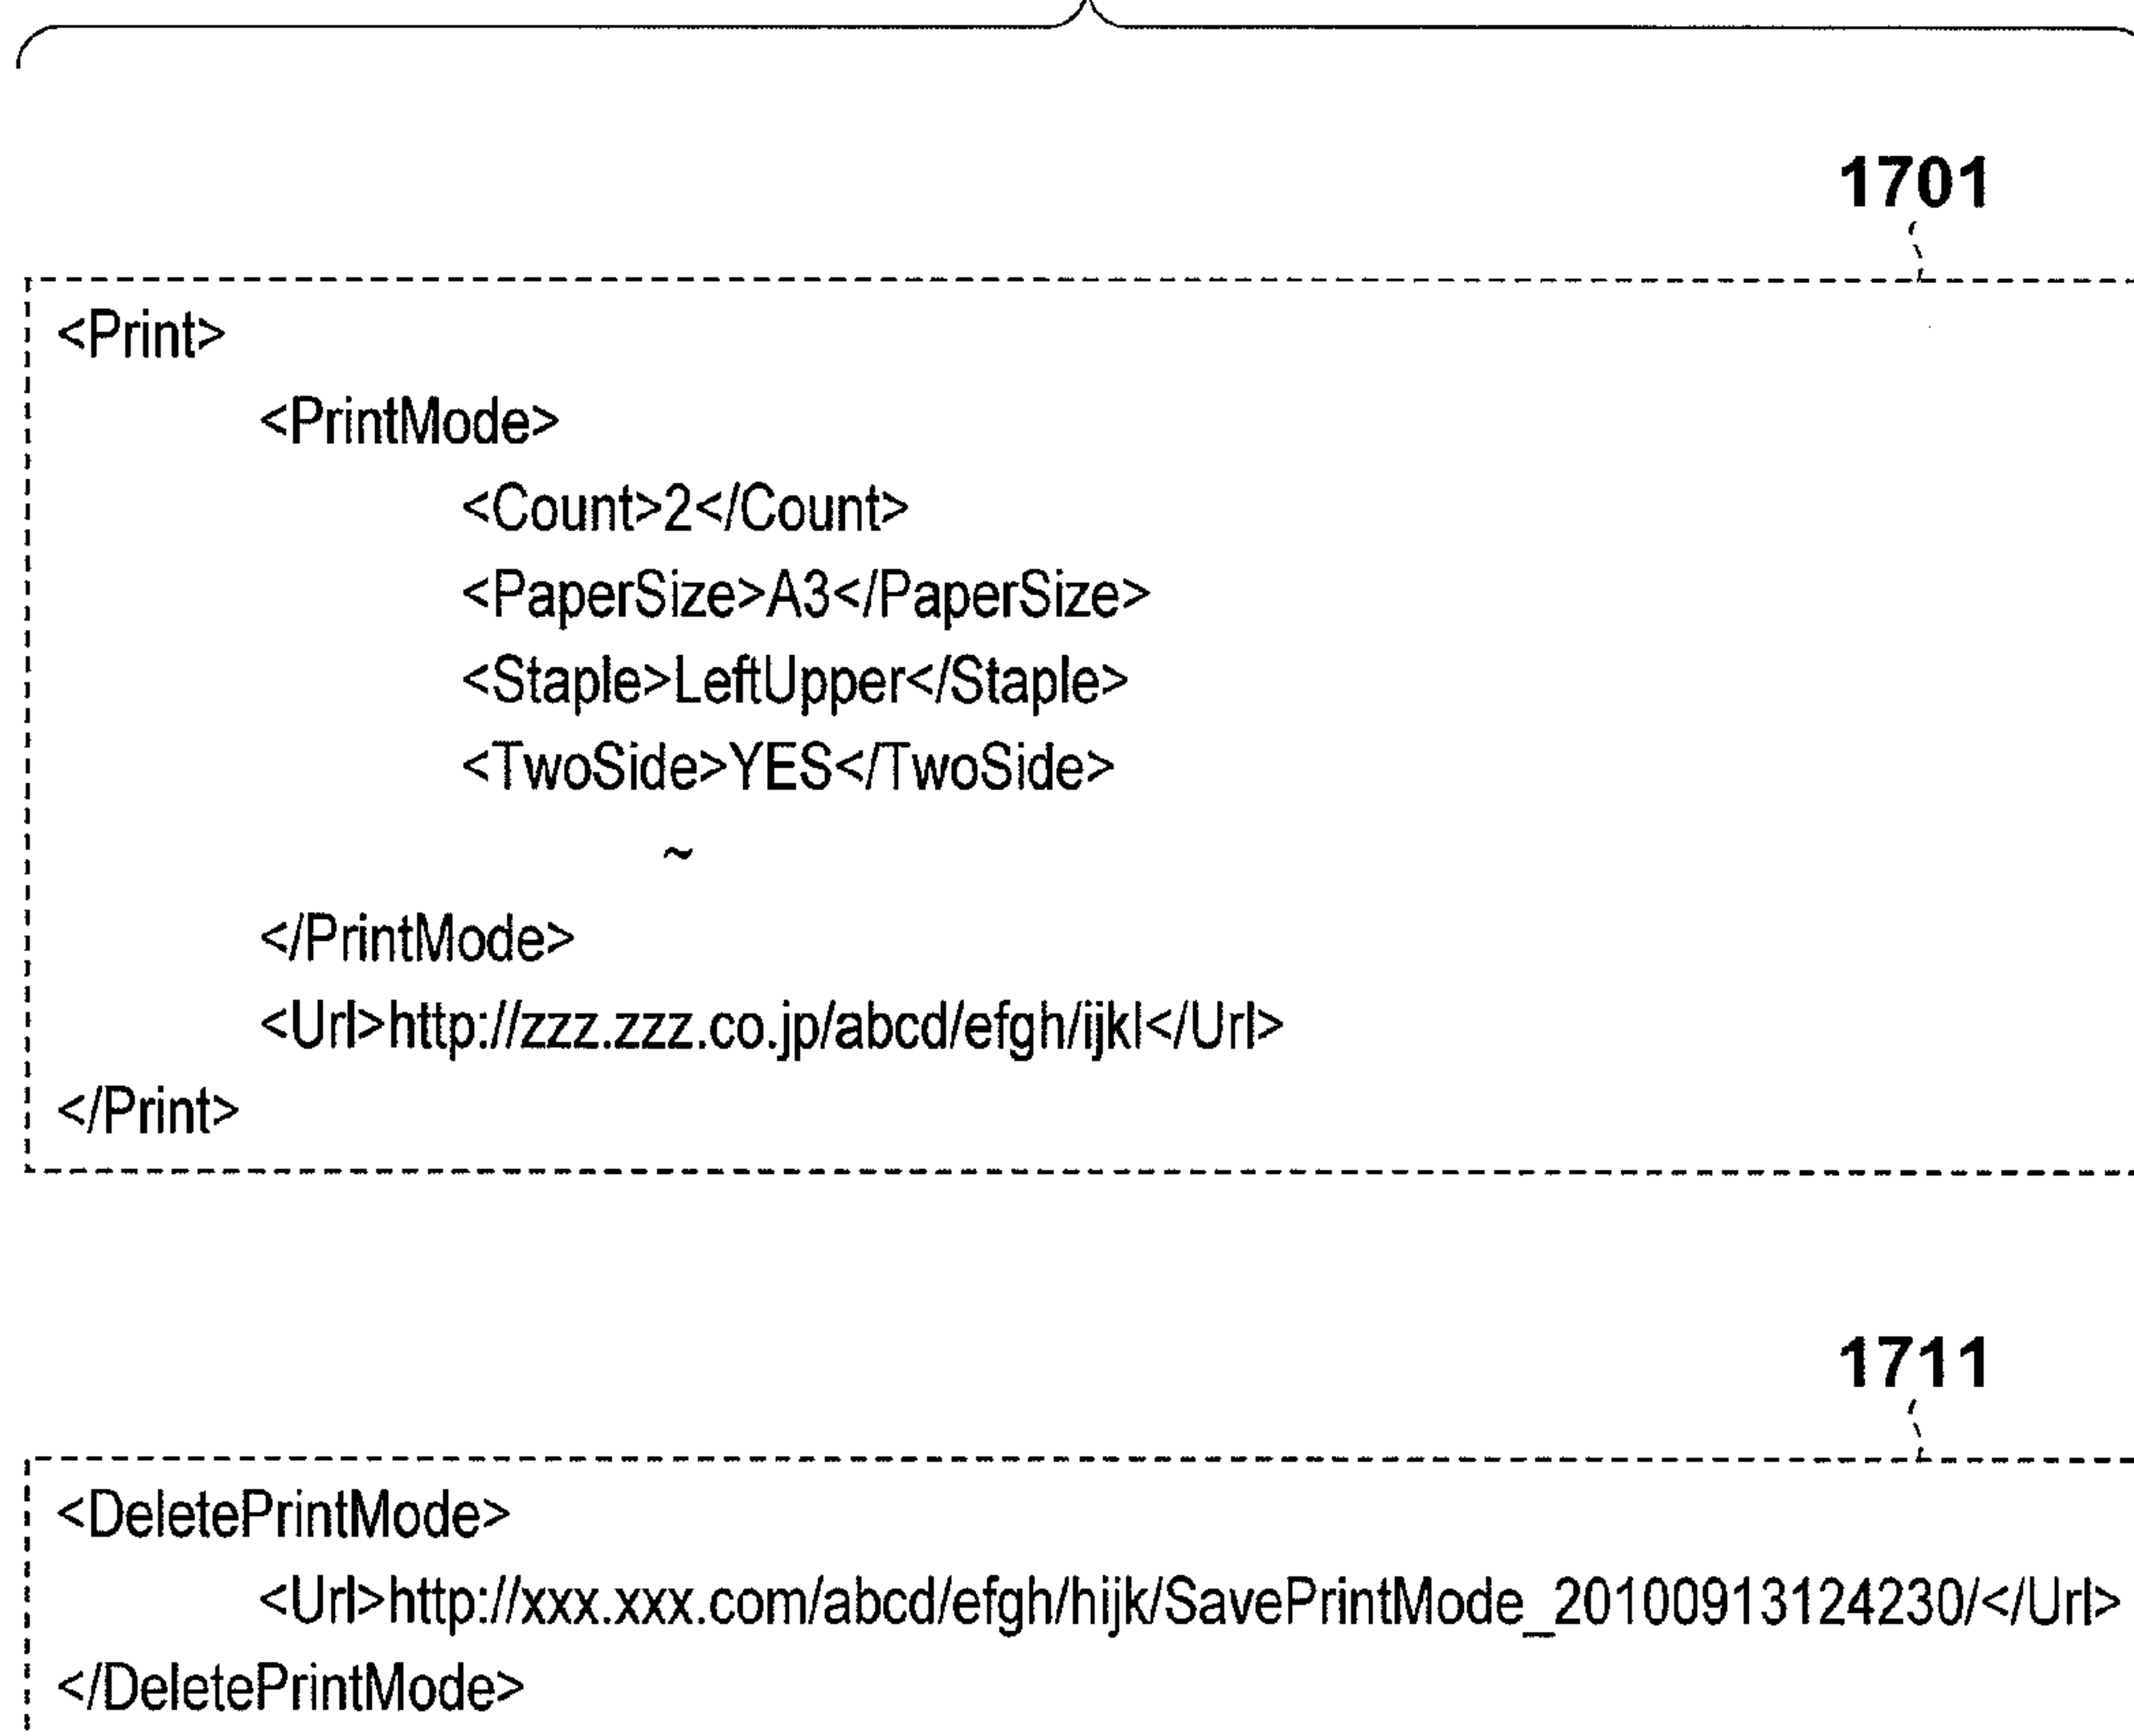 1701
<Print>
<PrintMode>
<Count>2</Count>
<PaperSize>A3</PaperSize>
<Staple>LeftUpper</Staple>
<TwoSide>YES</TwoSide>
~
</PrintMode>
<Url>http://zzz.zzz.co.jp/abcd/efgh/ijkl</Url>
</Print>
1711
<DeletePrintMode>
<Url>http://xxx.xxx.com/abcd/efgh/hijk/SavePrintMode_20100913124230/</Url>
</DeletePrintMode>